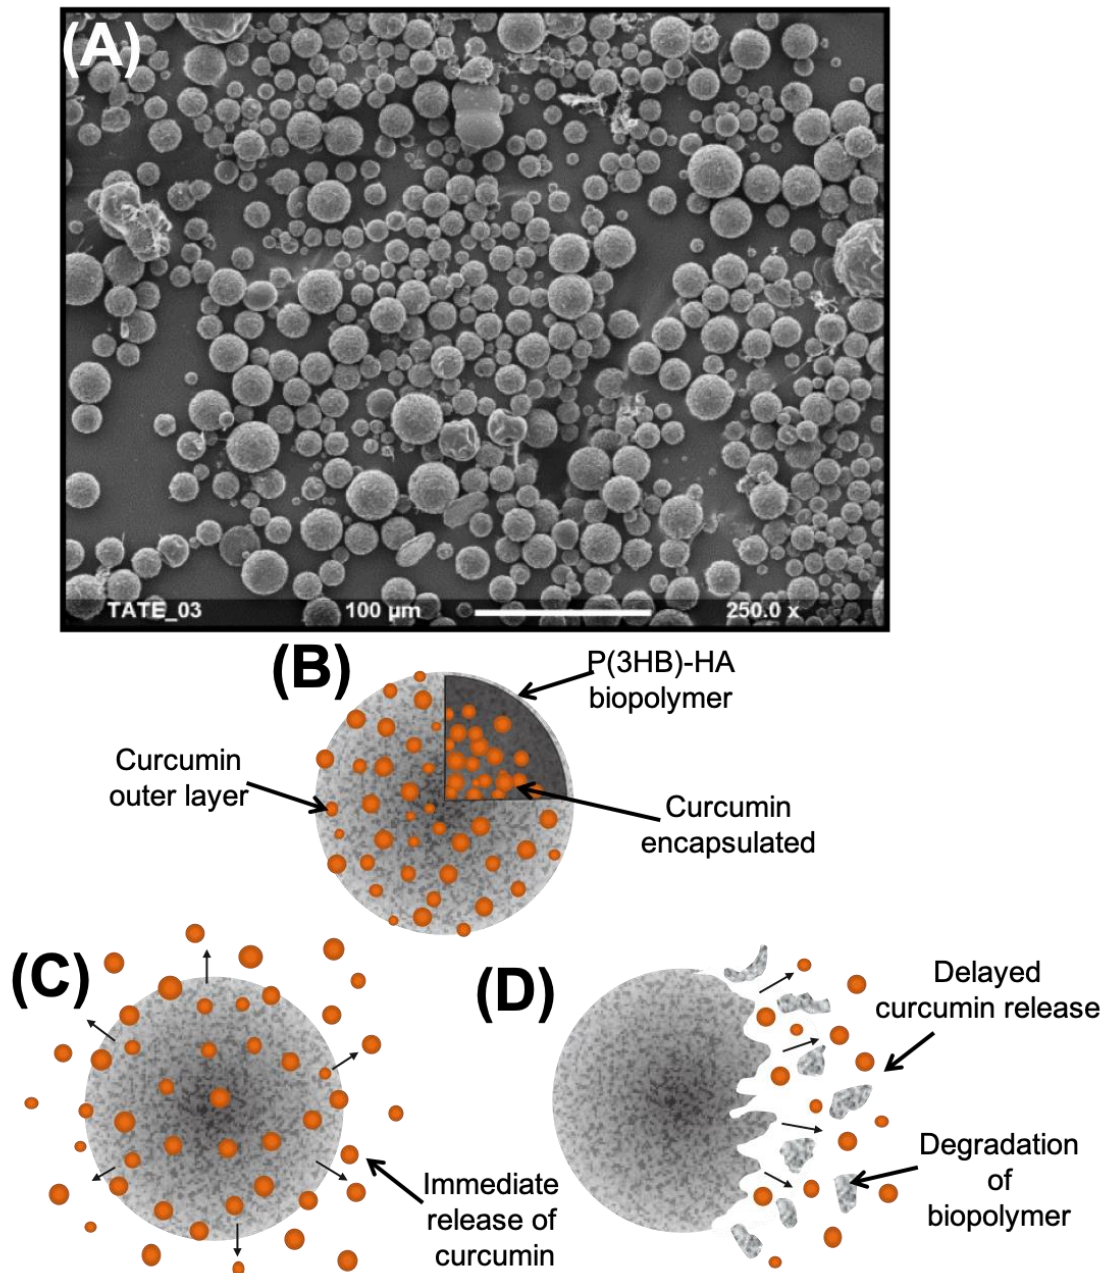 (A)
TATE_03 100 µm 250.0 x
(B)
P(3HB)-HA
biopolymer
Curcumin
outer layer
Curcumin
encapsulated
(C)
Immediate
release of
curcumin
(D)
Delayed
curcumin release
Degradation
of
biopolymer